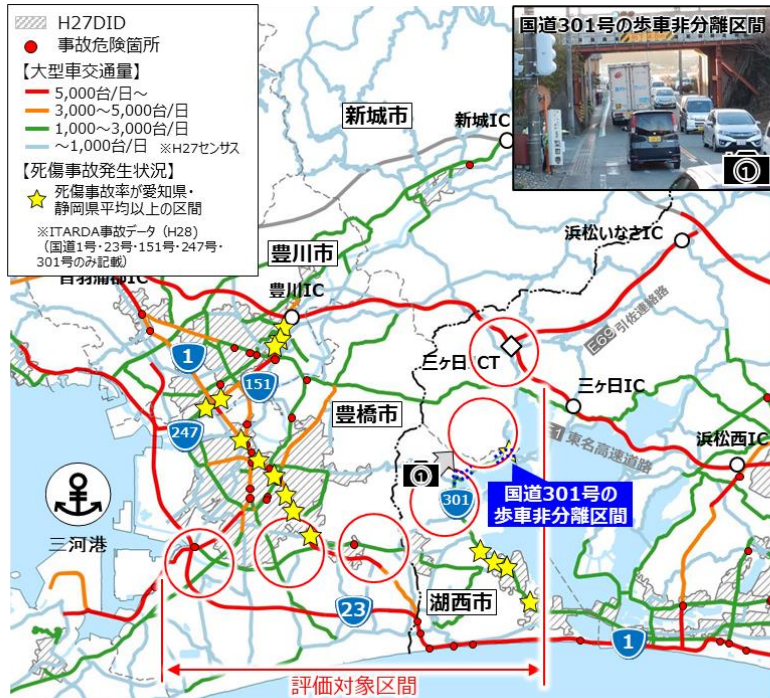 H27DID
事故危険箇所
【大型車交通量】
5,000台/日～
3,000～5,000台/日
1,000～3,000台/日
～1,000台/日 ※H27センサス
【死傷事故発生状況】
死傷事故率が愛知県・
静岡県平均以上の区間
※ITARDA事故データ（H28）
（国道1号・23号・151号・247号・
301号のみ記載）
国道301号の歩車非分離区間
①
新城市
新城IC
浜松いなさIC
豊川市
音羽蒲郡IC
豊川IC
E69 引佐連絡路
1
三ヶ日JCT
151
三ヶ日IC
豊橋市
247
E1 東名高速道路
浜松西IC
①
301
国道301号の
歩車非分離区間
三河港
湖西市
23
1
評価対象区間